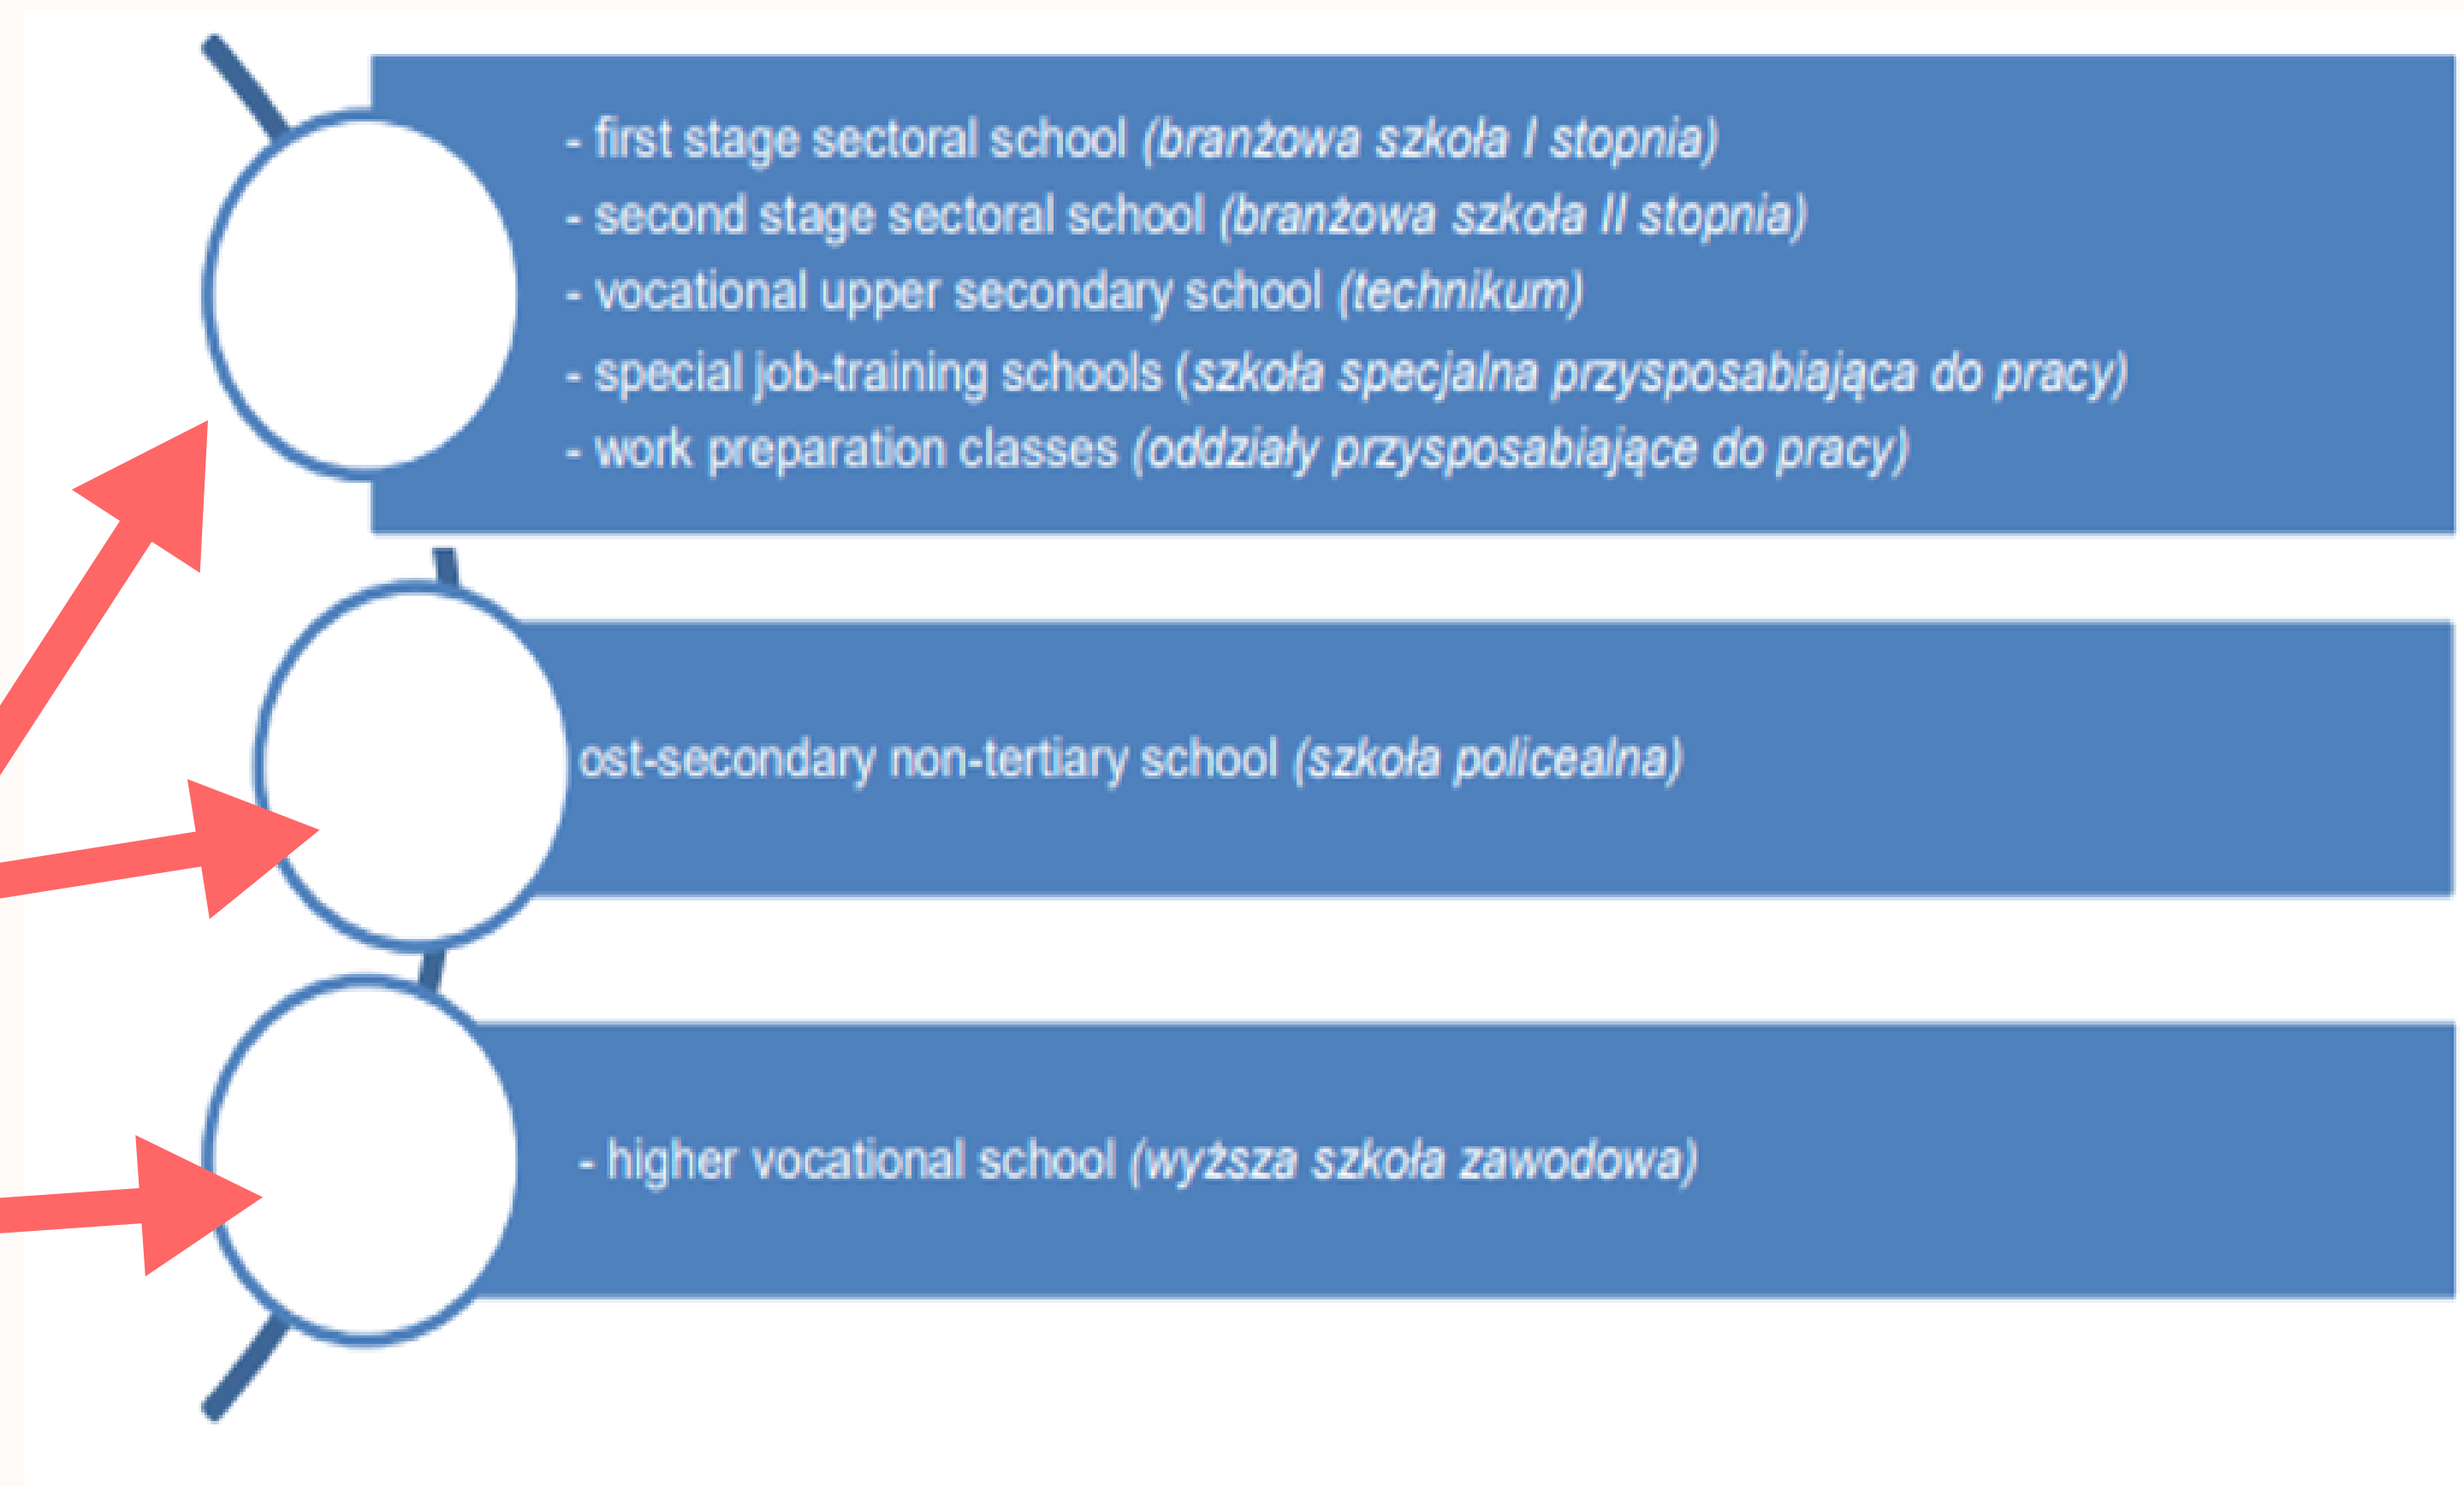 - first stage sectoral school (branżowa szkoła I stopnia)
- second stage sectoral school (branżowa szkoła II stopnia)
- vocational upper secondary school (technikum)
- special job-training schools (szkoła specjalna przysposabiająca do pracy)
- work preparation classes (oddziały przysposabiające do pracy)
ost-secondary non-tertiary school (szkoła policealna)
- higher vocational school (wyższa szkoła zawodowa)